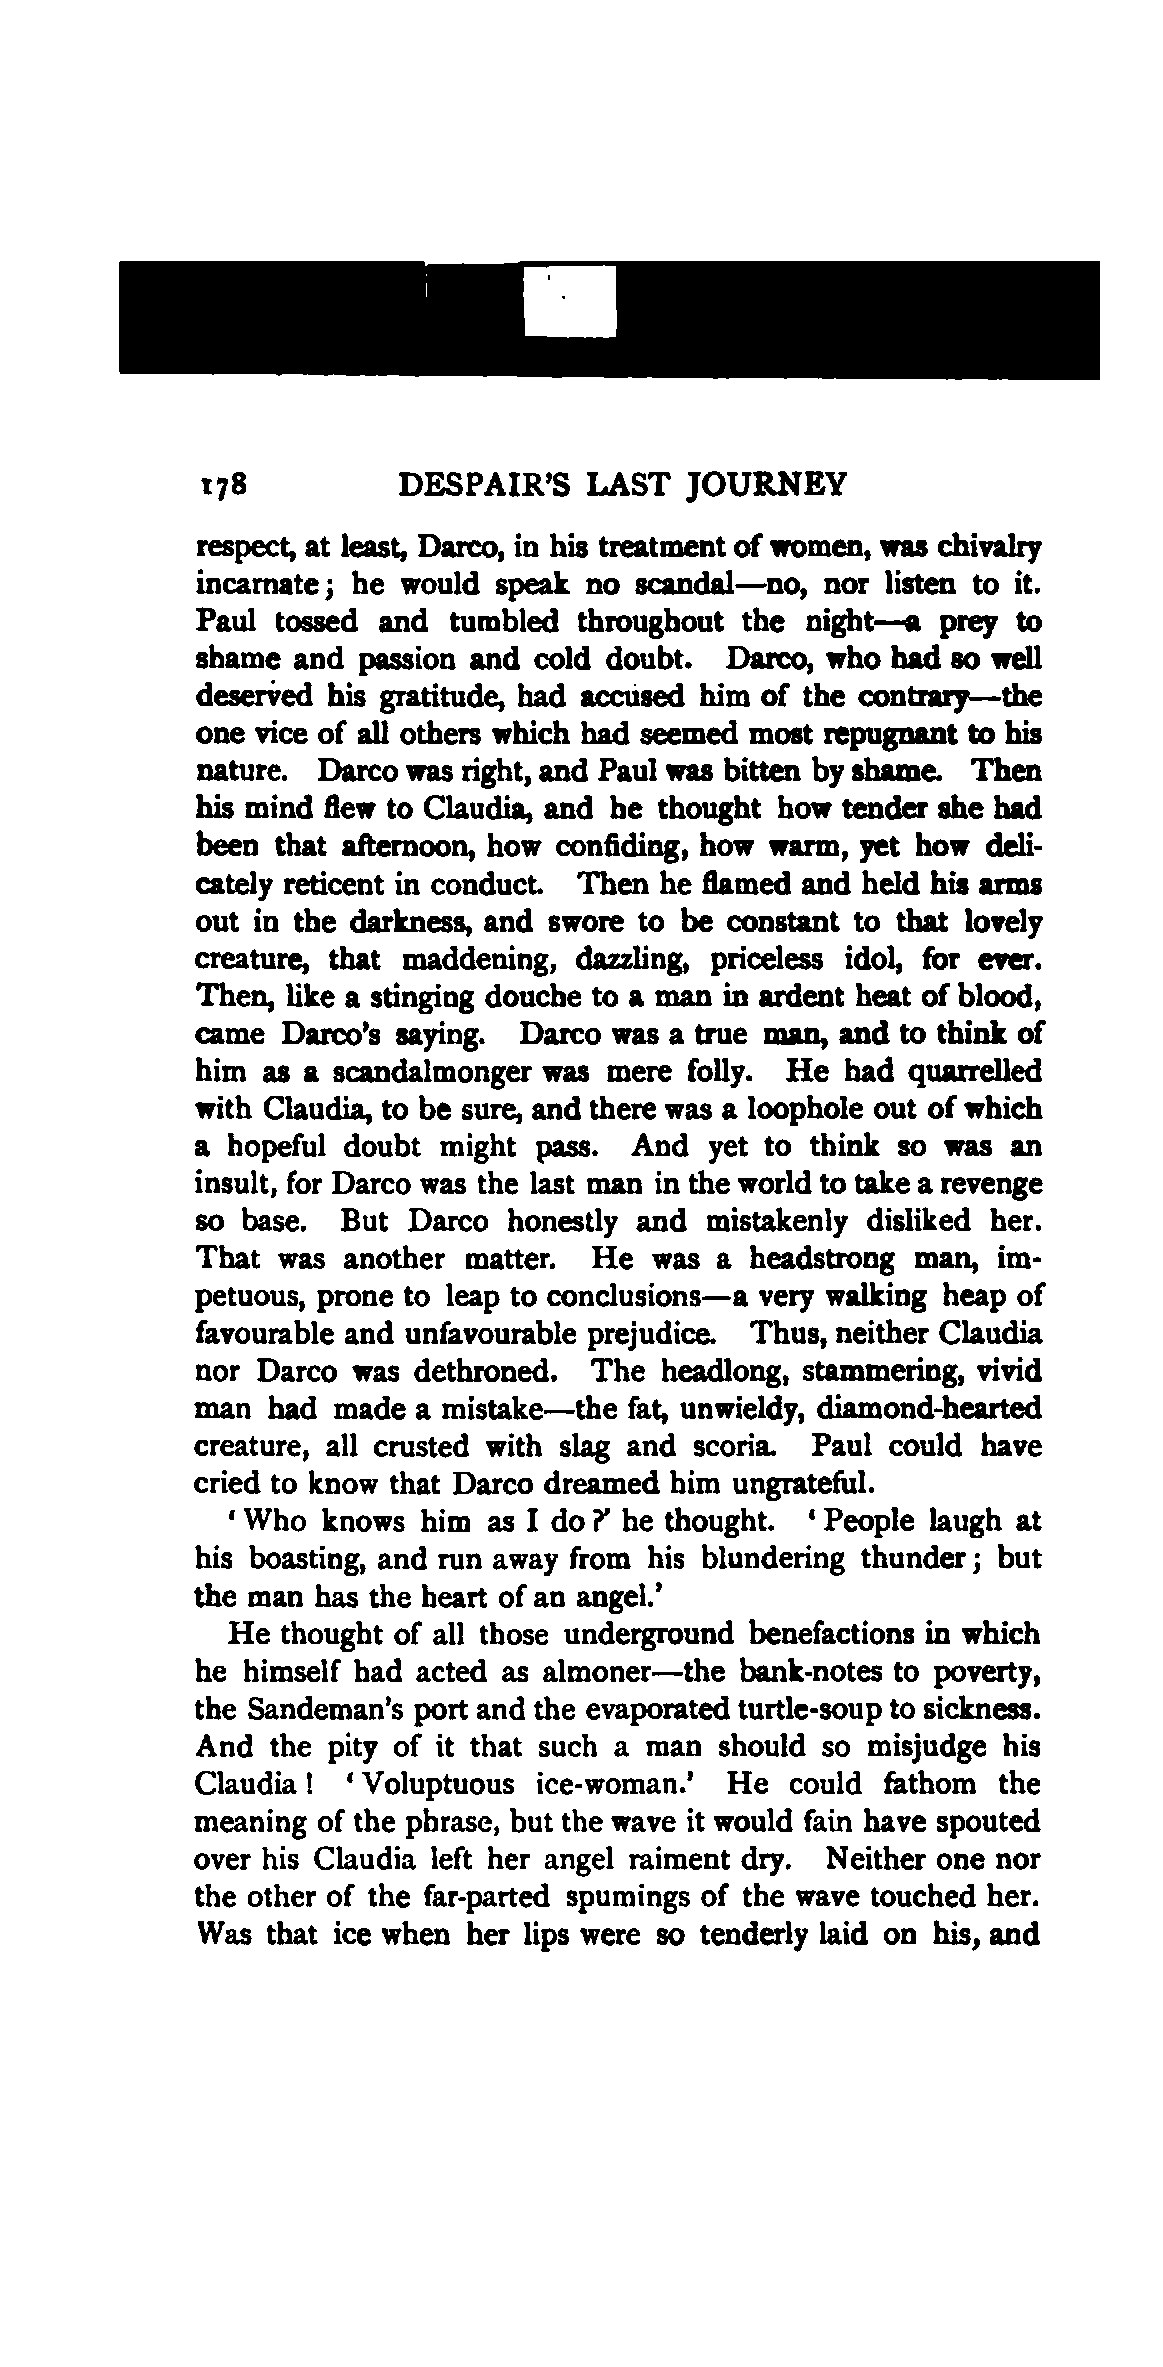 178 DESPAIR'S LAST JOURNEY
respect, at least, Darco, in his treatment of women, was chivalry
incarnate; he would speak no scandal—no, nor listen to it.
Paul tossed and tumbled throughout the night—a prey to
shame and passion and cold doubt. Darco, who had so well
deserved his gratitude, had accused him of the contrary—the
one vice of all others which had seemed most repugnant to his
nature. Darco was right, and Paul was bitten by shame. Then
his mind flew to Claudia, and he thought how tender she had
been that afternoon, how confiding, how warm, yet how deli-
cately reticent in conduct. Then he flamed and held his arms
out in the darkness, and swore to be constant to that lovely
creature, that maddening, dazzling, priceless idol, for ever.
Then, like a stinging douche to a man in ardent heat of blood,
came Darco's saying. Darco was a true man, and to think of
him as a scandalmonger was mere folly. He had quarrelled
with Claudia, to be sure, and there was a loophole out of which
a hopeful doubt might pass. And yet to think so was an
insult, for Darco was the last man in the world to take a revenge
so base. But Darco honestly and mistakenly disliked her.
That was another matter. He was a headstrong man, im-
petuous, prone to leap to conclusions—a very walking heap of
favourable and unfavourable prejudice. Thus, neither Claudia
nor Darco was dethroned. The headlong, stammering, vivid
man had made a mistake—the fat, unwieldy, diamond-hearted
creature, all crusted with slag and scoria. Paul could have
cried to know that Darco dreamed him ungrateful.
'Who knows him as I do?' he thought. 'People laugh at
his boasting, and run away from his blundering thunder; but
the man has the heart of an angel.'
He thought of all those underground benefactions in which
he himself had acted as almoner—the bank-notes to poverty,
the Sandeman's port and the evaporated turtle-soup to sickness.
And the pity of it that such a man should so misjudge his
Claudia! 'Voluptuous ice-woman.' He could fathom the
meaning of the phrase, but the wave it would fain have spouted
over his Claudia left her angel raiment dry. Neither one nor
the other of the far-parted spumings of the wave touched her.
Was that ice when her lips were so tenderly laid on his, and